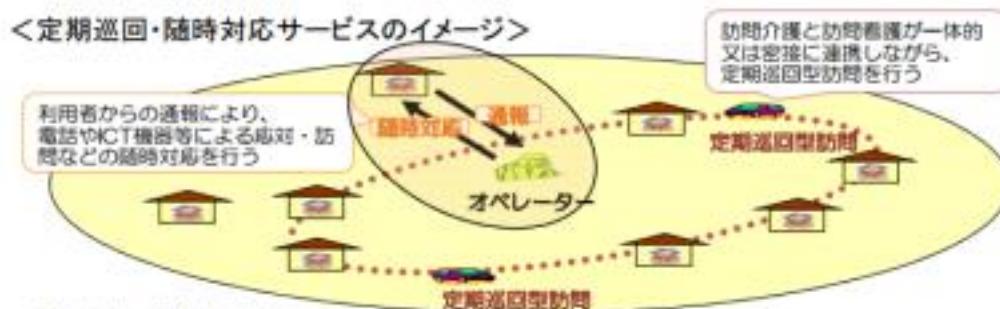 ＜定期巡回・随時対応サービスのイメージ＞
訪問介護と訪問看護が一体的
又は密接に連携しながら、
定期巡回型訪問を行う
利用者からの通報により、
電話やICT機器等による応対・訪
問などの随時対応を行う
通報
随時対応
定期巡回型訪問
オペレーター
定期巡回型訪問